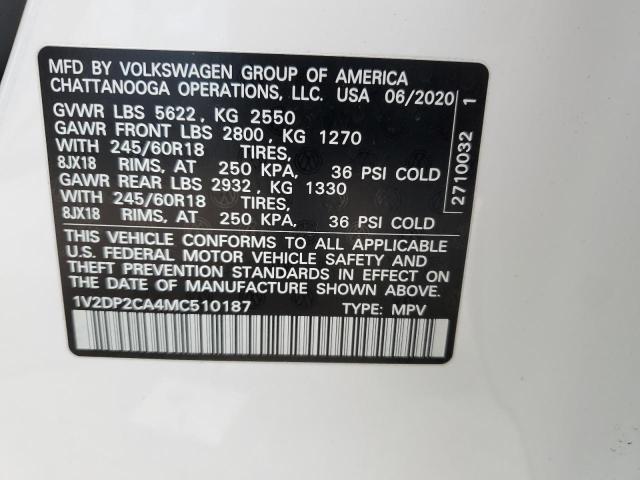 MFD BY VOLKSWAGEN GROUP OF AMERICA
CHATTANOOGA OPERATIONS, LLC. USA 06/2020
GVWR LBS 5622, KG 2550
GAWR FRONT LBS 2800, KG 1270
WITH 245/60R18 TIRES,
8JX18 RIMS, AT 250 KPA, 36 PSI COLD
GAWR REAR LBS 2932, KG 1330
WITH 245/60R18 TIRES,
8JX18 RIMS, AT 250 KPA, 36 PSI COLD
THIS VEHICLE CONFORMS TO ALL APPLICABLE
U.S. FEDERAL MOTOR VEHICLE SAFETY AND
THEFT PREVENTION STANDARDS IN EFFECT ON
THE DATE OF MANUFACTURE SHOWN ABOVE.
1V2DP2CA4MC510187 TYPE: MPV
2710032 1